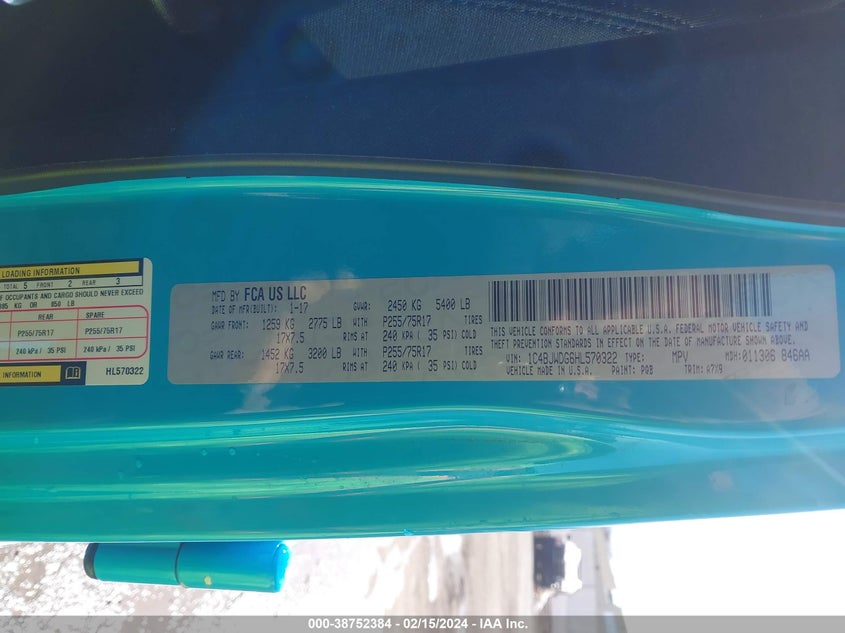 LOADING INFORMATION
TOTAL 5 FRONT 2 REAR 3
OF OCCUPANTS AND CARGO SHOULD NEVER EXCEED
385 KG OR 850 LB
REAR SPARE
P255/75R17 P255/75R17
240 kPa / 35 PSI 240 kPa / 35 PSI
INFORMATION
HL570322
MFD BY FCA US LLC
DATE OF MFR(BUILT): 1-17 GVWR: 2450 KG 5400 LB
GAWR FRONT: 1259 KG 2775 LB WITH P255/75R17 TIRES
17X7.5 RIMS AT 240 KPA ( 35 PSI) COLD
GAWR REAR: 1452 KG 3200 LB WITH P255/75R17 TIRES
17X7.5 RIMS AT 240 KPA ( 35 PSI) COLD
THIS VEHICLE CONFORMS TO ALL APPLICABLE U.S.A. FEDERAL MOTOR VEHICLE SAFETY AND
THEFT PREVENTION STANDARDS IN EFFECT ON THE DATE OF MANUFACTURE SHOWN ABOVE.
VIN: 1C4BJWDG6HL570322 TYPE: MPV MDH: 011306 846AA
VEHICLE MADE IN U.S.A. PAINT: PQB TRIM: A7X9
000-38752384 - 02/15/2024 - IAA Inc.